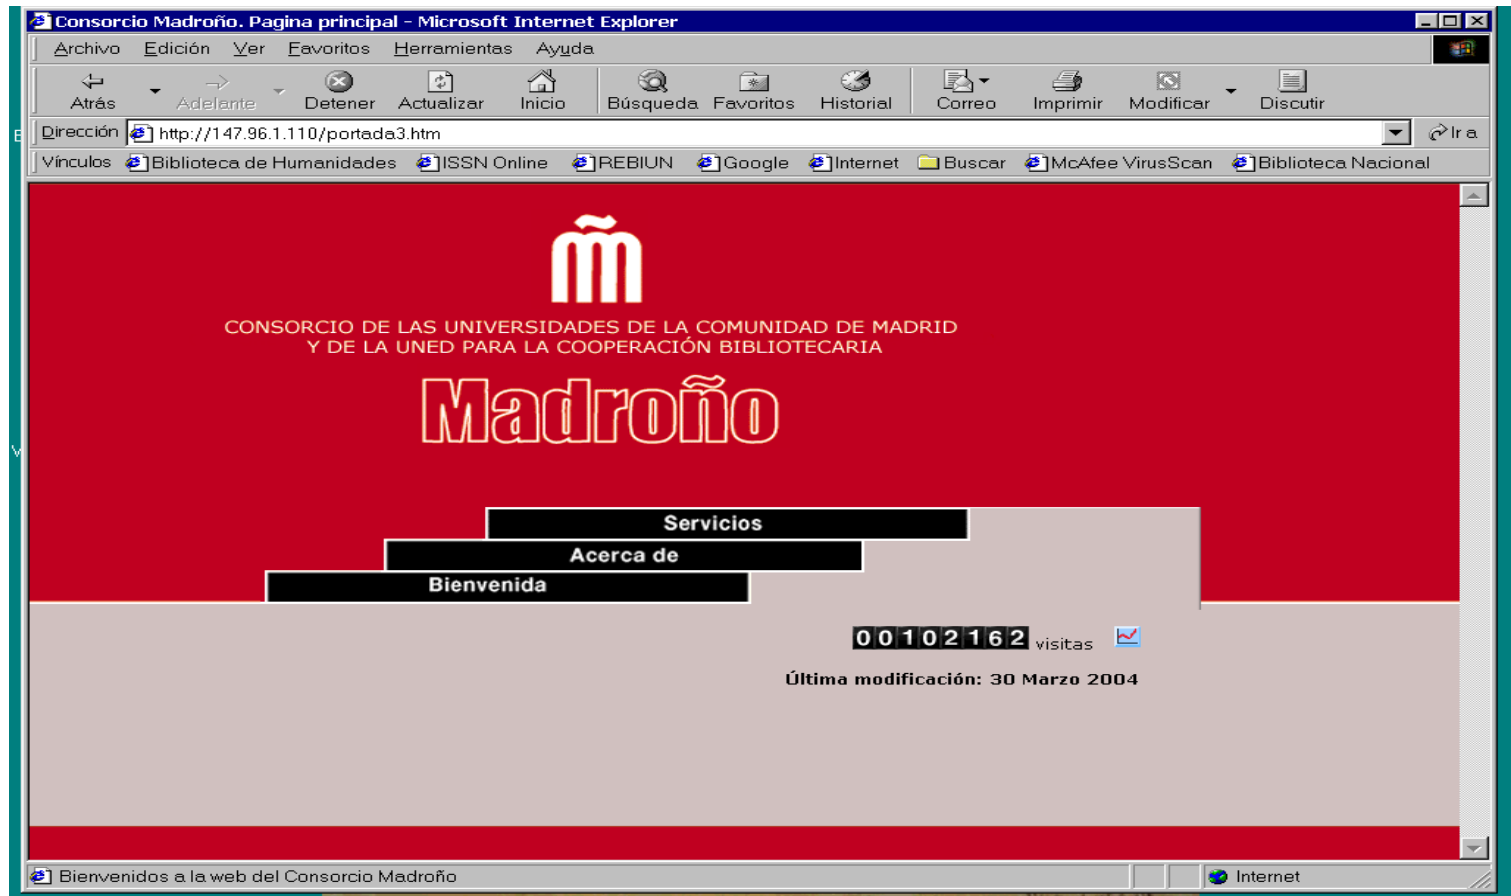 Consorcio Madroño. Pagina principal - Microsoft Internet Explorer
Archivo Edición Ver Favoritos Herramientas Ayuda
Atrás Adelante Detener Actualizar Inicio Búsqueda Favoritos Historial Correo Imprimir Modificar Discutir
Dirección http://147.96.1.110/portada3.htm Ir a
Vínculos Biblioteca de Humanidades ISSN Online REBIUN Google Internet Buscar McAfee VirusScan Biblioteca Nacional
m̃
CONSORCIO DE LAS UNIVERSIDADES DE LA COMUNIDAD DE MADRID
Y DE LA UNED PARA LA COOPERACIÓN BIBLIOTECARIA
Madroño
Servicios
Acerca de
Bienvenida
00102162 visitas
Última modificación: 30 Marzo 2004
Bienvenidos a la web del Consorcio Madroño Internet